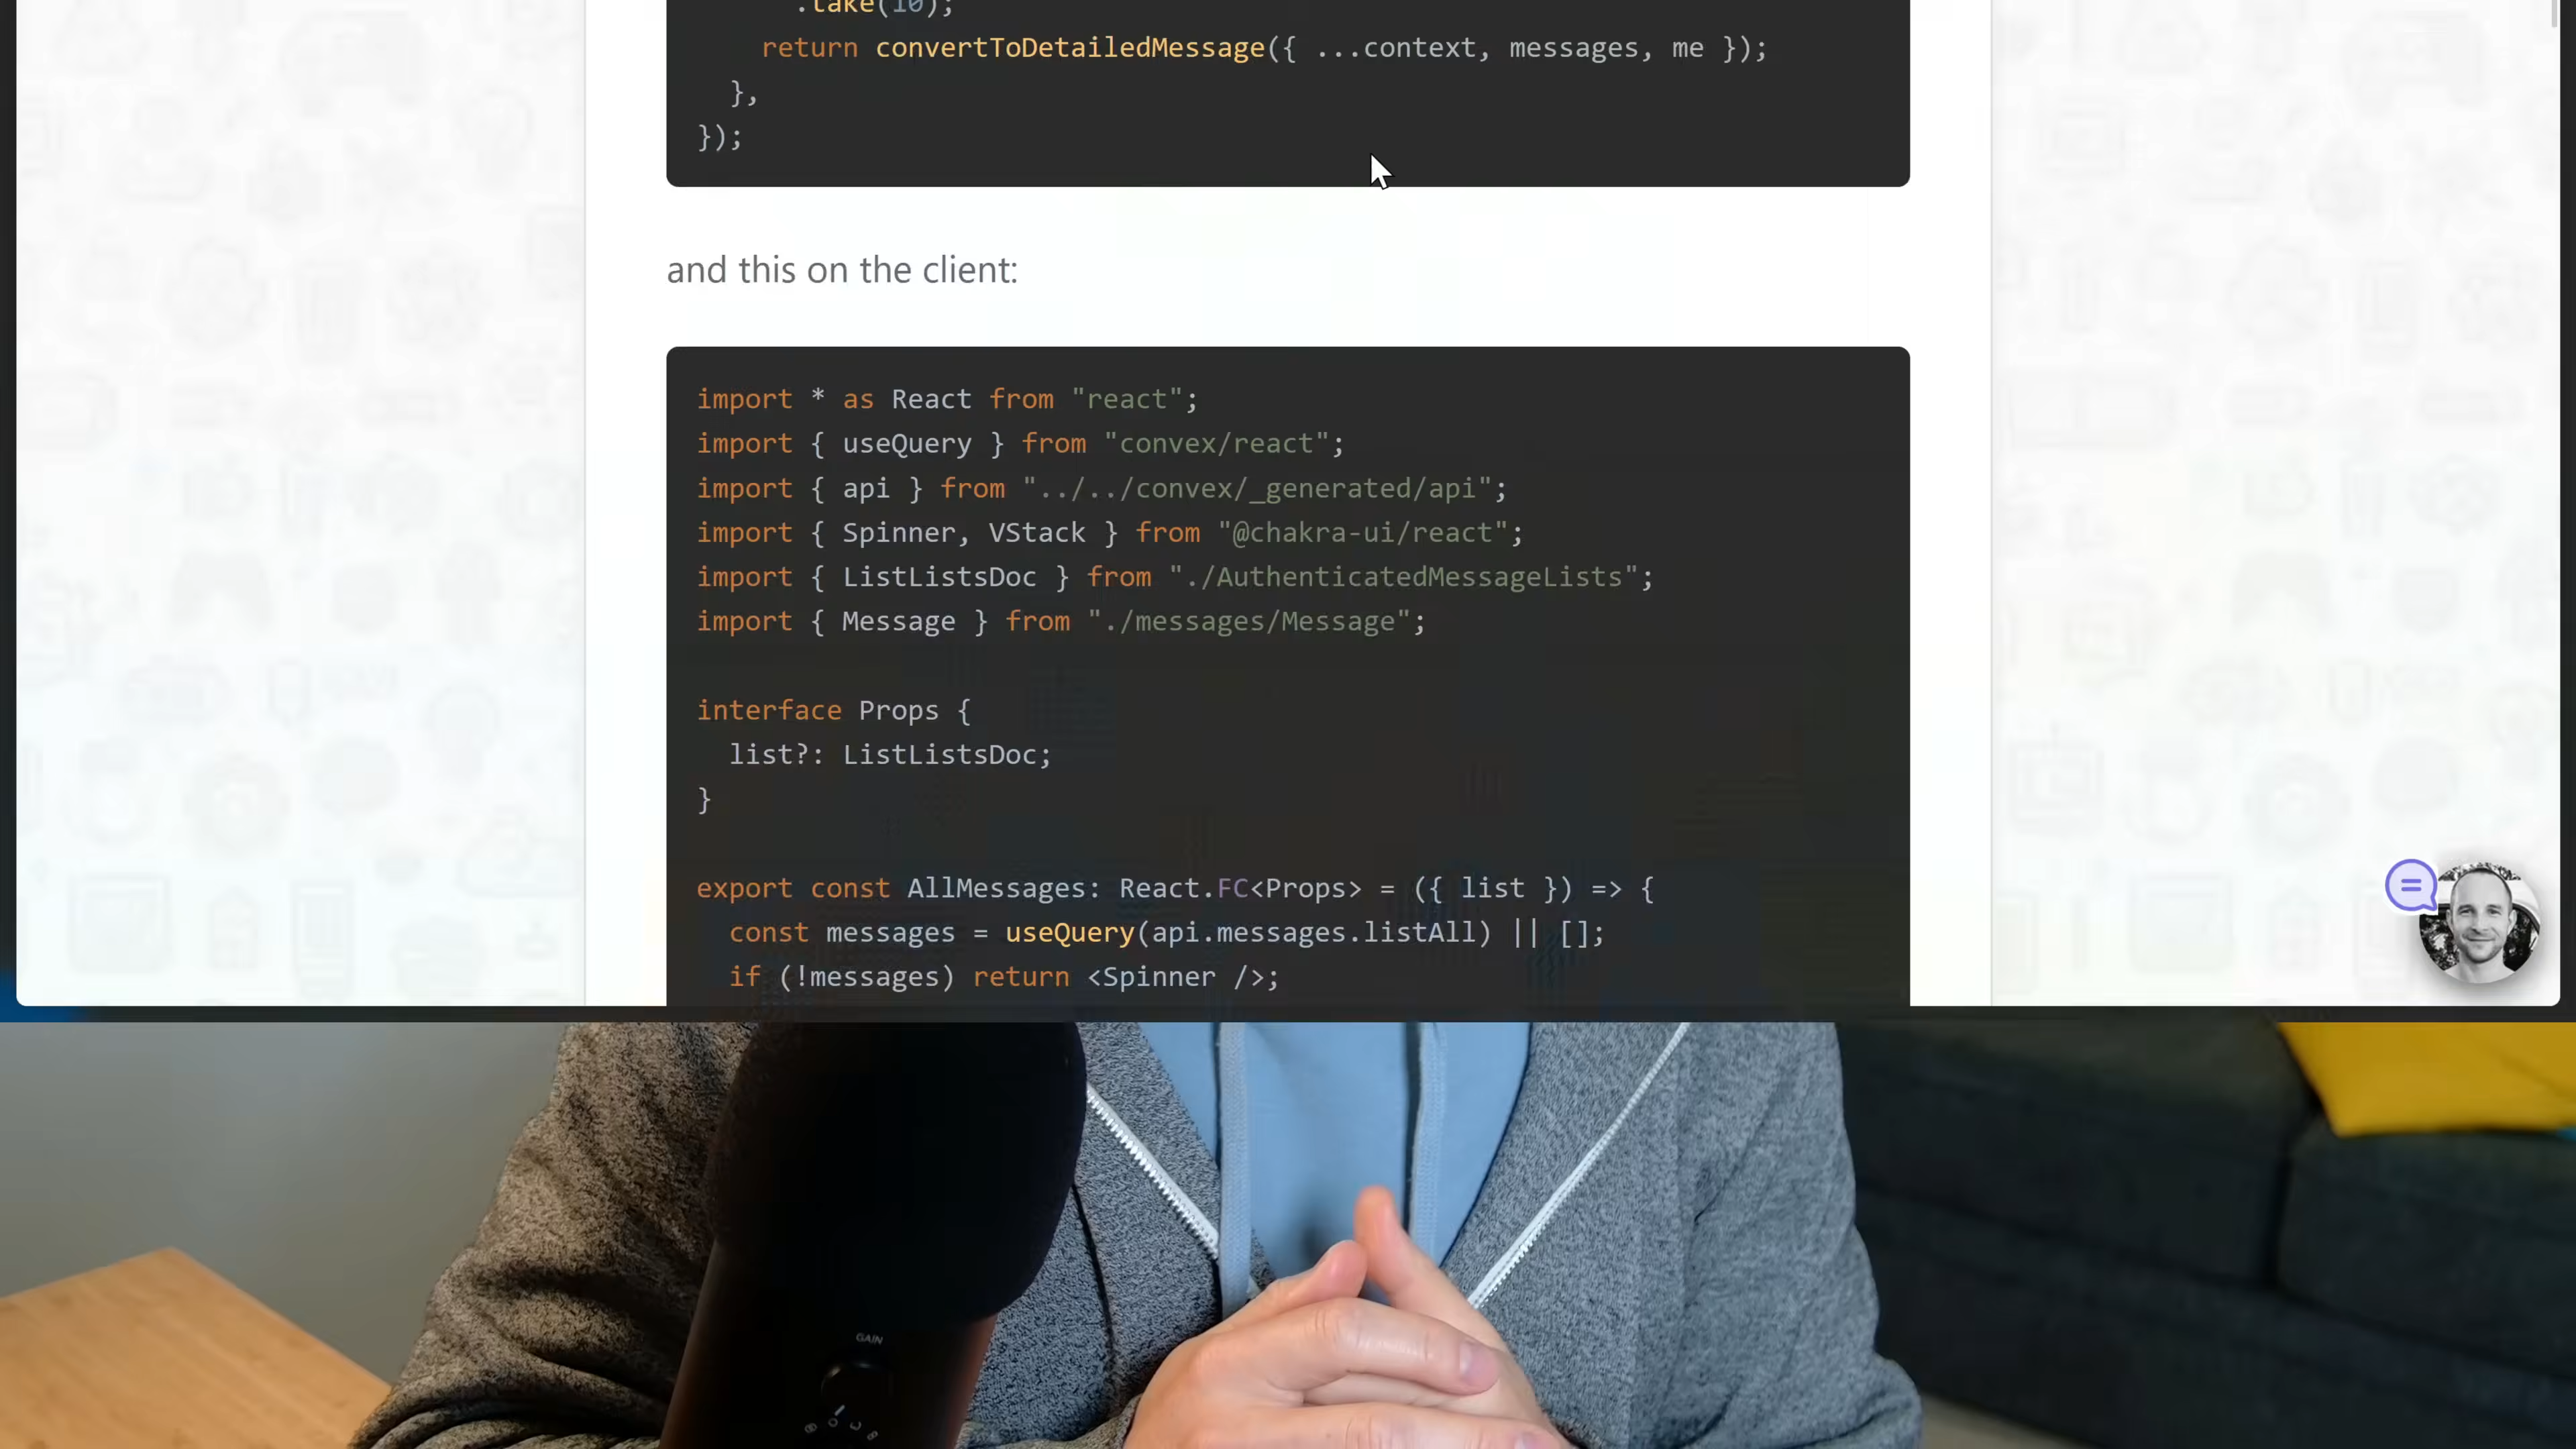 .take(10);
return convertToDetailedMessage({ ...context, messages, me });
},
});
and this on the client:
import * as React from "react";
import { useQuery } from "convex/react";
import { api } from "../../convex/_generated/api";
import { Spinner, VStack } from "@chakra-ui/react";
import { ListListsDoc } from "./AuthenticatedMessageLists";
import { Message } from "./messages/Message";
interface Props {
list?: ListListsDoc;
}
export const AllMessages: React.FC<Props> = ({ list }) => {
const messages = useQuery(api.messages.listAll) || [];
if (!messages) return <Spinner />;
GAIN